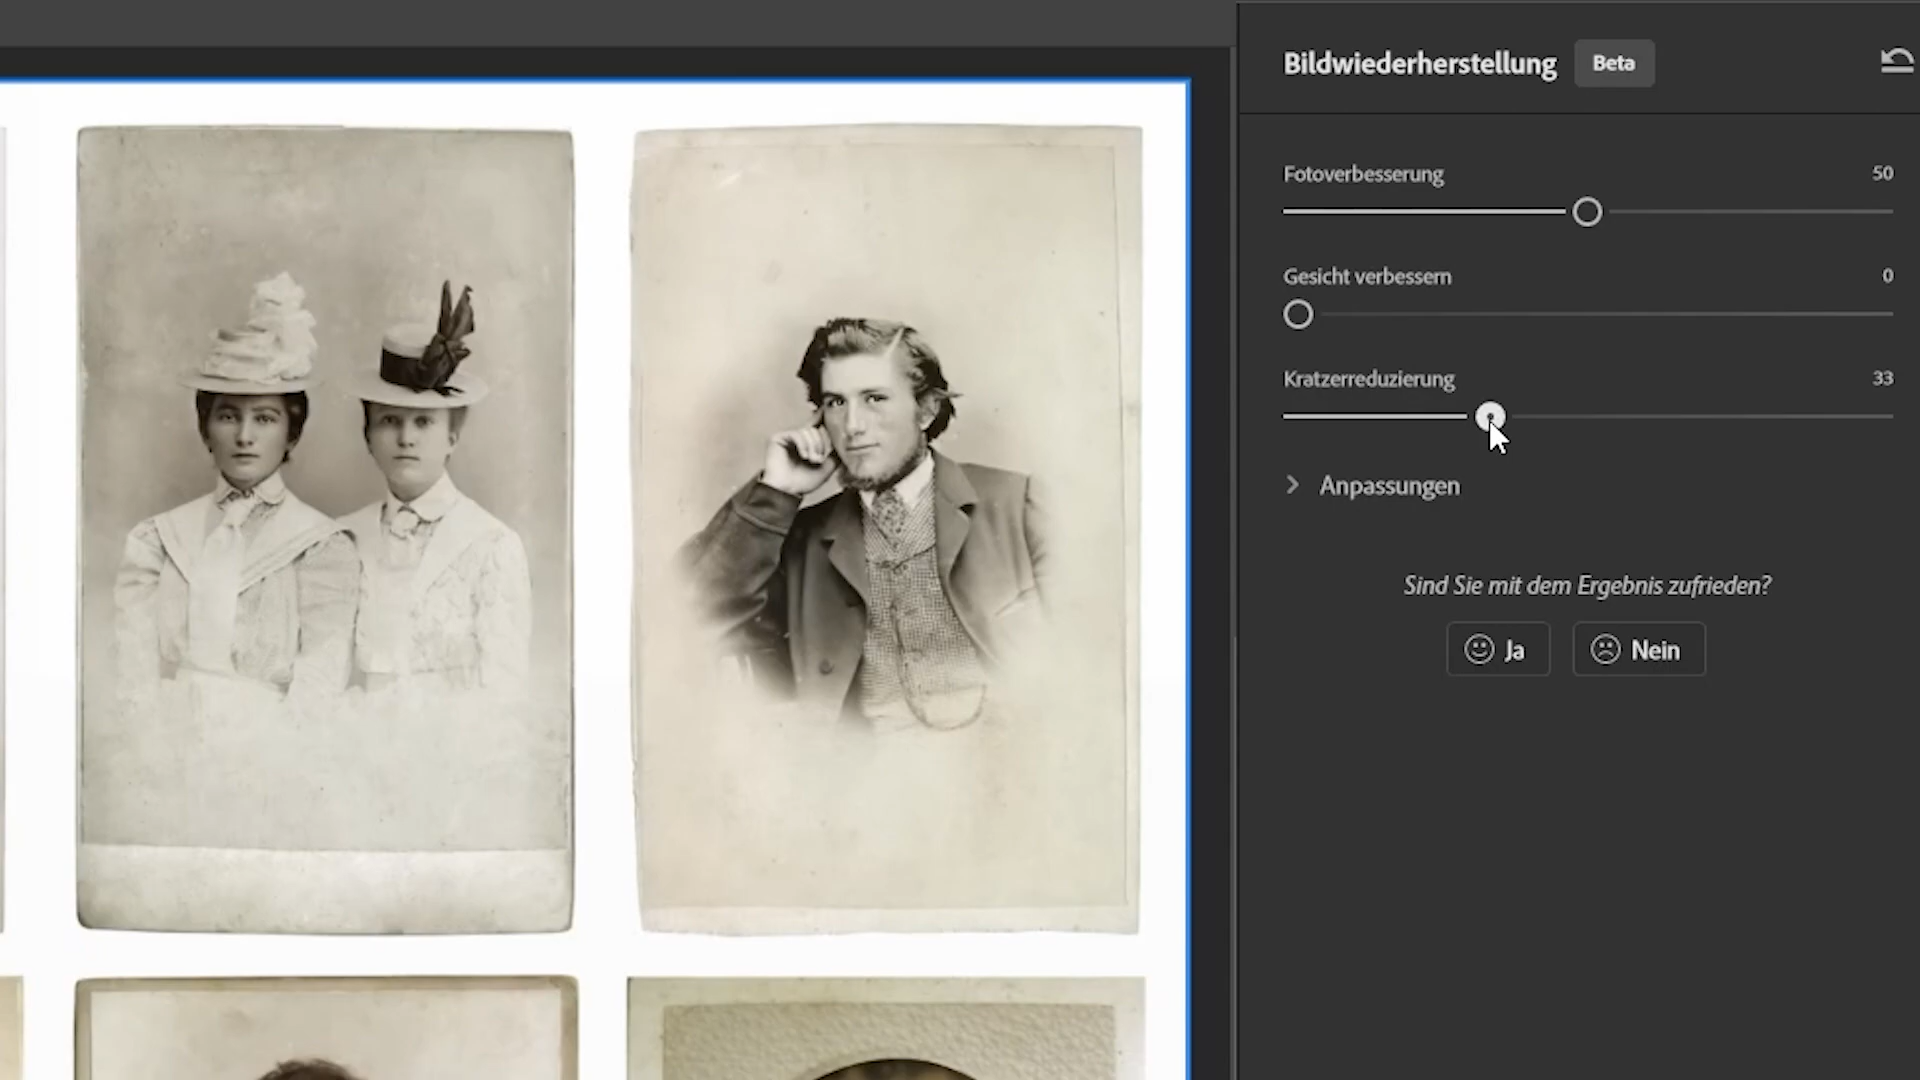 Bildwiederherstellung Beta
Fotoverbesserung 50
Gesicht verbessern 0
Kratzerreduzierung 33
Anpassungen
Sind Sie mit dem Ergebnis zufrieden?
Ja Nein